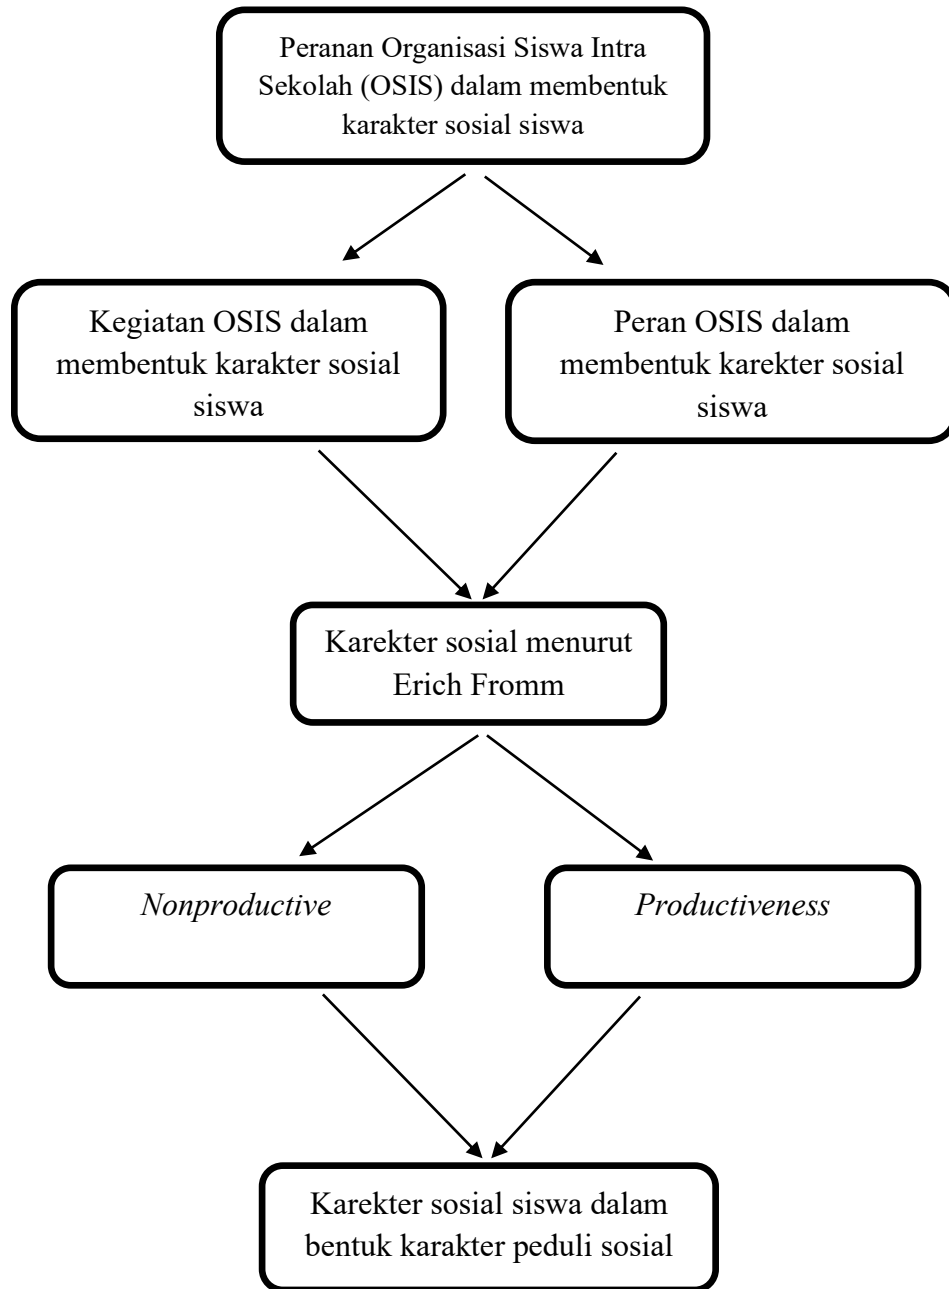 Peranan Organisasi Siswa Intra
Sekolah (OSIS) dalam membentuk
karakter sosial siswa
Kegiatan OSIS dalam
membentuk karakter sosial
siswa
Peran OSIS dalam
membentuk karekter sosial
siswa
Karekter sosial menurut
Erich Fromm
Nonproductive
Productiveness
Karekter sosial siswa dalam
bentuk karakter peduli sosial